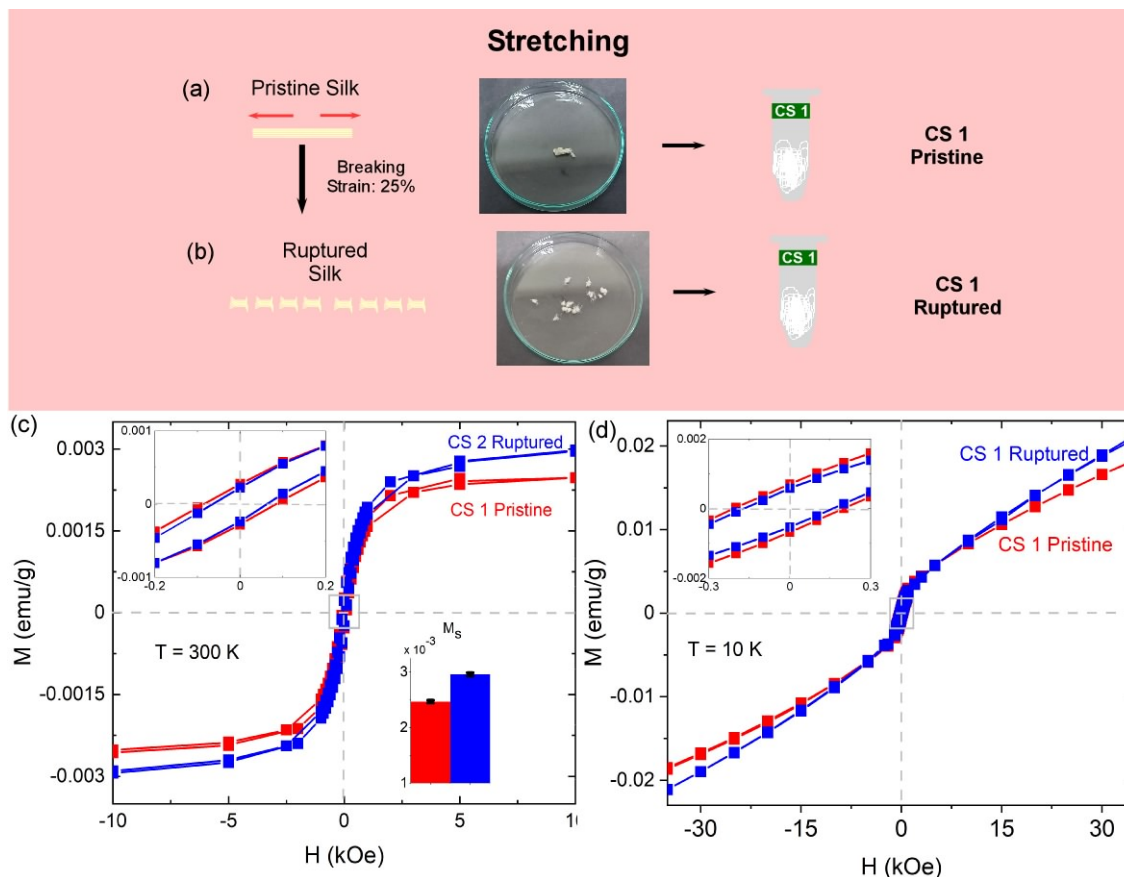 Stretching
(a)
Pristine Silk
Breaking
Strain: 25%
CS 1
CS 1
Pristine
(b)
Ruptured
Silk
CS 1
CS 1
Ruptured
(c)
0.003
0.0015
0
-0.0015
-0.003
M (emu/g)
-10
-5
0
5
10
H (kOe)
0.001
0
-0.001
-0.2
0
0.2
CS 2 Ruptured
CS 1 Pristine
T = 300 K
Ms
x 10-3
3
2
1
(d)
0.02
0.01
0
-0.01
-0.02
M (emu/g)
-30
-15
0
15
30
H (kOe)
0.002
0
-0.002
-0.3
0
0.3
CS 1 Ruptured
CS 1 Pristine
T = 10 K